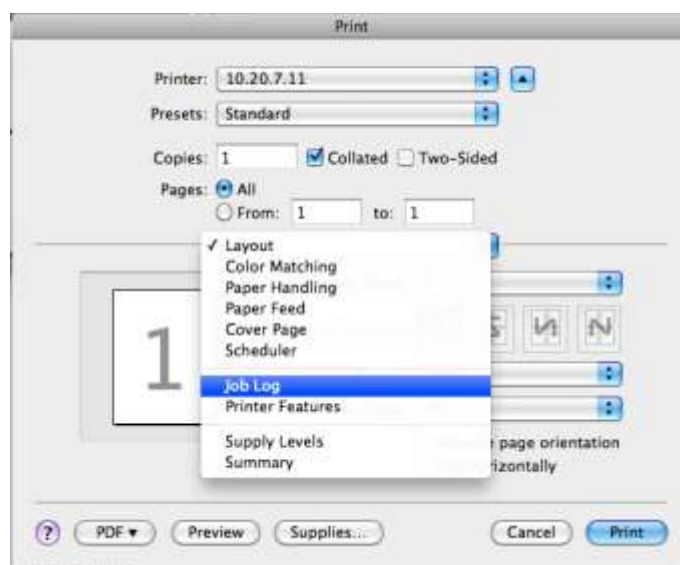 Print
Printer: 10.20.7.11
Presets: Standard
Copies: 1 Collated Two-Sided
Pages: All
From: 1 to: 1
✓ Layout
Color Matching
Paper Handling
Paper Feed
Cover Page
Scheduler
1
Job Log
Printer Features
Supply Levels
page orientation
Summary
? PDF ▾ Preview Supplies... Cancel Print